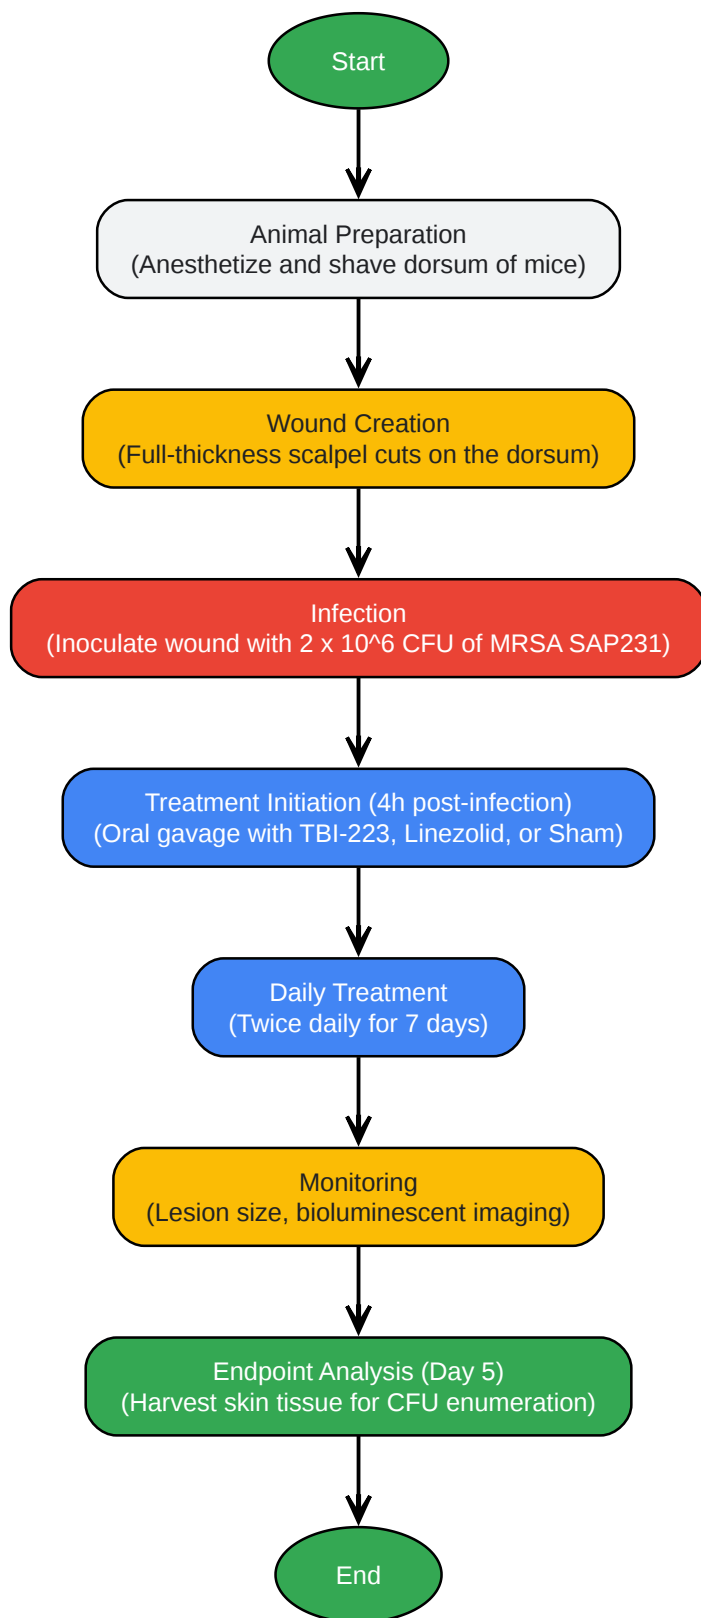 Start
Animal Preparation
(Anesthetize and shave dorsum of mice)
Wound Creation
(Full-thickness scalpel cuts on the dorsum)
Infection
(Inoculate wound with 2 x 10^6 CFU of MRSA SAP231)
Treatment Initiation (4h post-infection)
(Oral gavage with TBI-223, Linezolid, or Sham)
Daily Treatment
(Twice daily for 7 days)
Monitoring
(Lesion size, bioluminescent imaging)
Endpoint Analysis (Day 5)
(Harvest skin tissue for CFU enumeration)
End